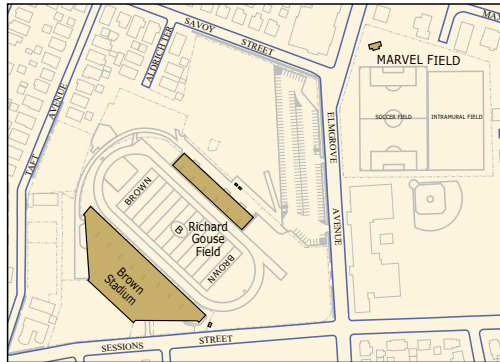 SAVOY
STREET
ALDRICH TER
MA
MARVEL FIELD
TAFT
AVENUE
SOCCER FIELD
INTRAMURAL FIELD
ELMGROVE
AVENUE
BROWN
B
Richard
Gouse
Field
BROWN
Brown
Stadium
SESSIONS
STREET